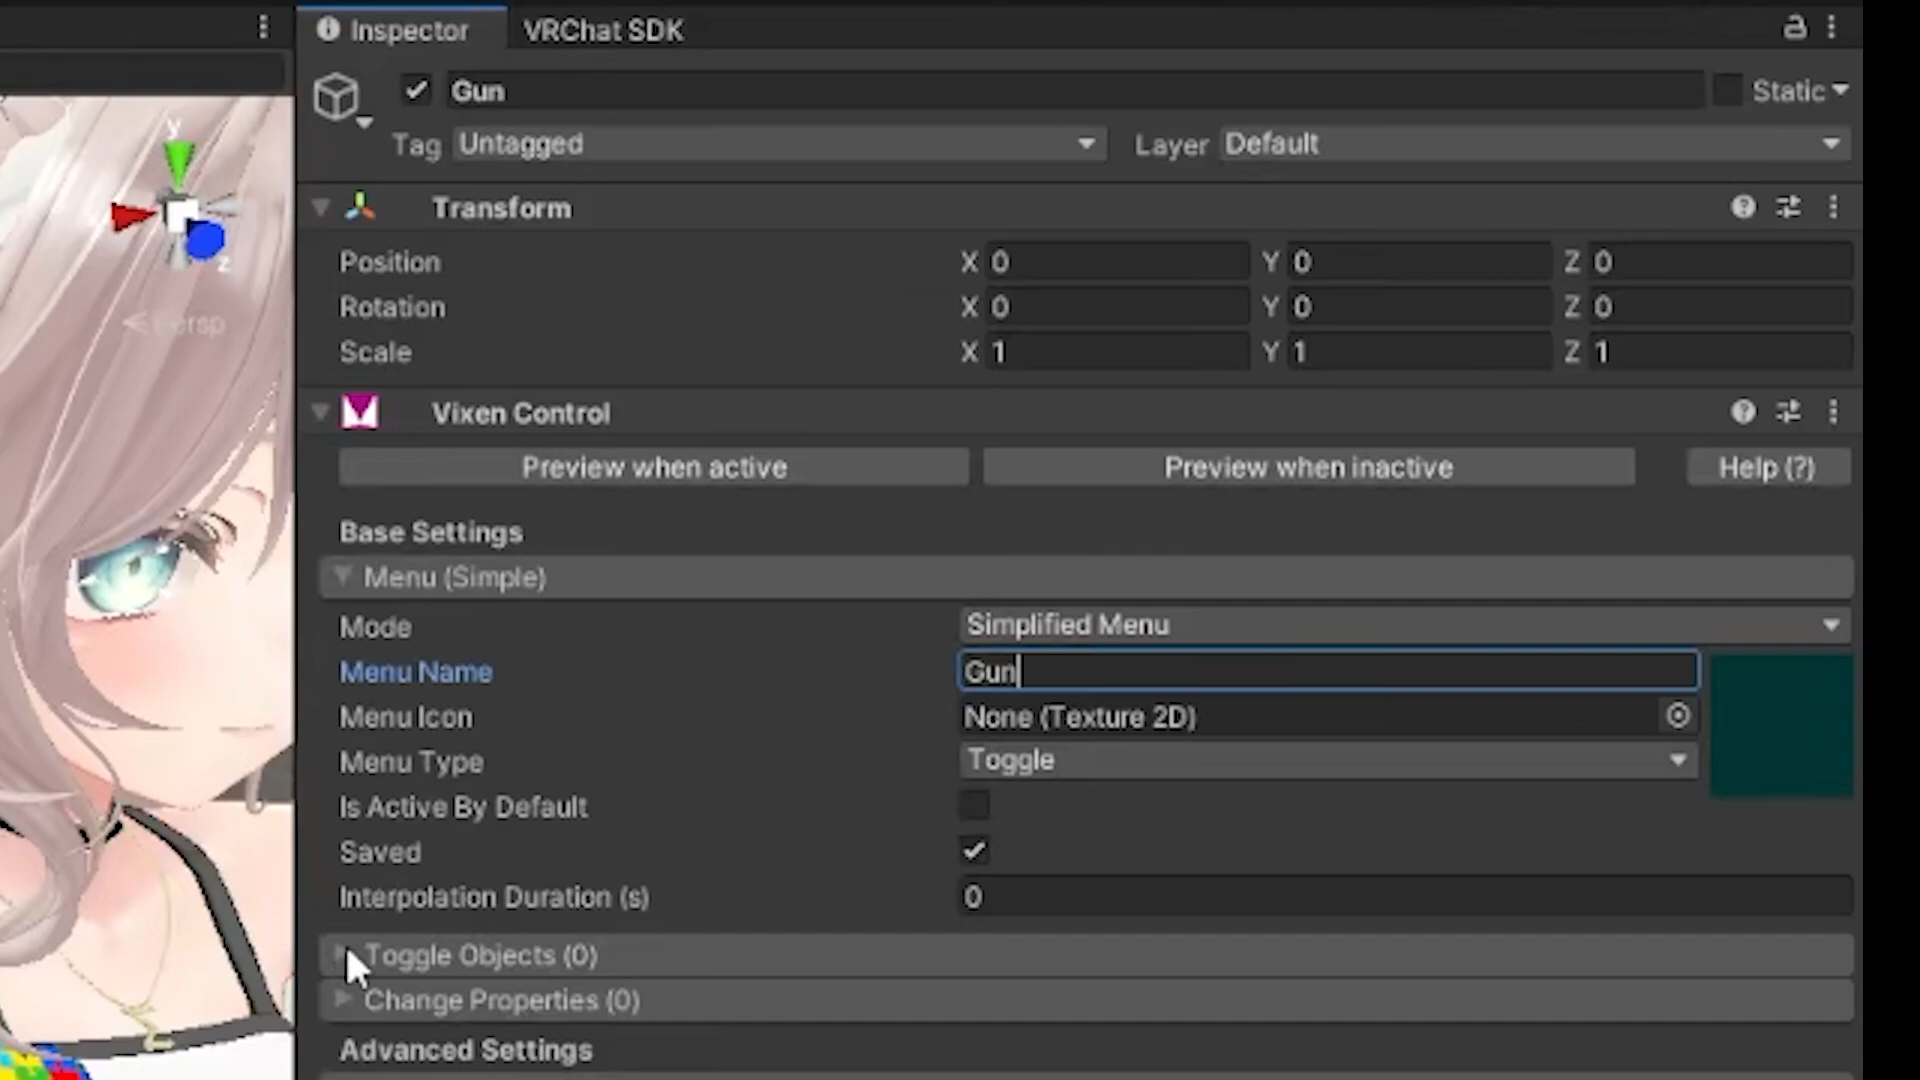 Inspector VRChat SDK
Gun Static
Tag Untagged Layer Default
y
z
Persp
Transform
Position X 0 Y 0 Z 0
Rotation X 0 Y 0 Z 0
Scale X 1 Y 1 Z 1
Vixen Control
Preview when active Preview when inactive Help (?)
Base Settings
Menu (Simple)
Mode Simplified Menu
Menu Name Gun
Menu Icon None (Texture 2D)
Menu Type Toggle
Is Active By Default
Saved
Interpolation Duration (s) 0
Toggle Objects (0)
Change Properties (0)
Advanced Settings